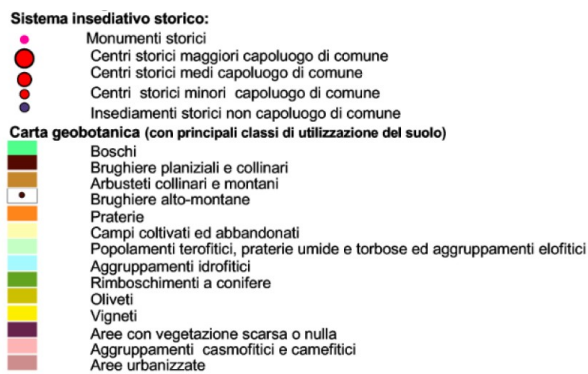 Sistema insediativo storico:
Monumenti storici
Centri storici maggiori capoluogo di comune
Centri storici medi capoluogo di comune
Centri storici minori capoluogo di comune
Insediamenti storici non capoluogo di comune
Carta geobotanica (con principali classi di utilizzazione del suolo)
Boschi
Brughiere planiziali e collinari
Arbusteti collinari e montani
Brughiere alto-montane
Praterie
Campi coltivati ed abbandonati
Popolamenti terofitici, praterie umide e torbose ed aggruppamenti elofitici
Aggruppamenti idrofitici
Rimboschimenti a conifere
Oliveti
Vigneti
Aree con vegetazione scarsa o nulla
Aggruppamenti casmofitici e camefitici
Aree urbanizzate